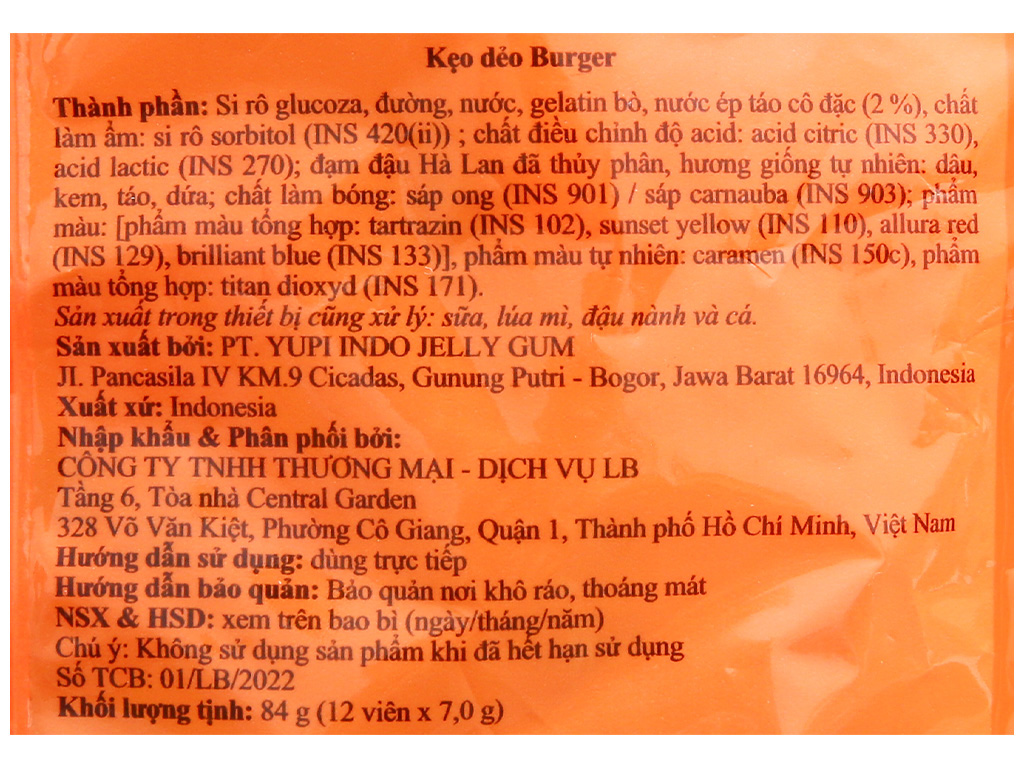 Kẹo dẻo Burger
Thành phần: Si rô glucoza, đường, nước, gelatin bò, nước ép táo cô đặc (2 %), chất
làm ẩm: si rô sorbitol (INS 420(ii)) ; chất điều chỉnh độ acid: acid citric (INS 330),
acid lactic (INS 270); đạm đậu Hà Lan đã thủy phân, hương giống tự nhiên: dâu,
kem, táo, dứa; chất làm bóng: sáp ong (INS 901) / sáp carnauba (INS 903); phẩm
màu: [phẩm màu tổng hợp: tartrazin (INS 102), sunset yellow (INS 110), allura red
(INS 129), brilliant blue (INS 133)], phẩm màu tự nhiên: caramen (INS 150c), phẩm
màu tổng hợp: titan dioxyd (INS 171).
Sản xuất trong thiết bị cũng xử lý: sữa, lúa mì, đậu nành và cá.
Sản xuất bởi: PT. YUPI INDO JELLY GUM
JI. Pancasila IV KM.9 Cicadas, Gunung Putri - Bogor, Jawa Barat 16964, Indonesia
Xuất xứ: Indonesia
Nhập khẩu & Phân phối bởi:
CÔNG TY TNHH THƯƠNG MẠI - DỊCH VỤ LB
Tầng 6, Tòa nhà Central Garden
328 Võ Văn Kiệt, Phường Cô Giang, Quận 1, Thành phố Hồ Chí Minh, Việt Nam
Hướng dẫn sử dụng: dùng trực tiếp
Hướng dẫn bảo quản: Bảo quản nơi khô ráo, thoáng mát
NSX & HSD: xem trên bao bì (ngày/tháng/năm)
Chú ý: Không sử dụng sản phẩm khi đã hết hạn sử dụng
Số TCB: 01/LB/2022
Khối lượng tịnh: 84 g (12 viên x 7,0 g)